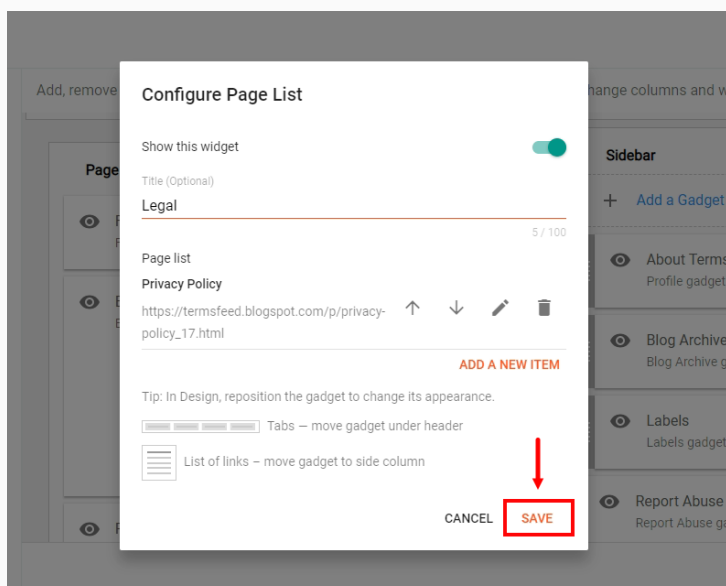 Add, remove
hange columns and w
Configure Page List
Show this widget
Title (Optional)
Legal
5 / 100
Page list
Privacy Policy
https://termsfeed.blogspot.com/p/privacy-
policy_17.html
ADD A NEW ITEM
Tip: In Design, reposition the gadget to change its appearance.
Tabs — move gadget under header
List of links – move gadget to side column
CANCEL SAVE
Page
Sidebar
+ Add a Gadget
About Terms
Profile gadget
Blog Archive
Blog Archive g
Labels
Labels gadget
Report Abuse
Report Abuse ga